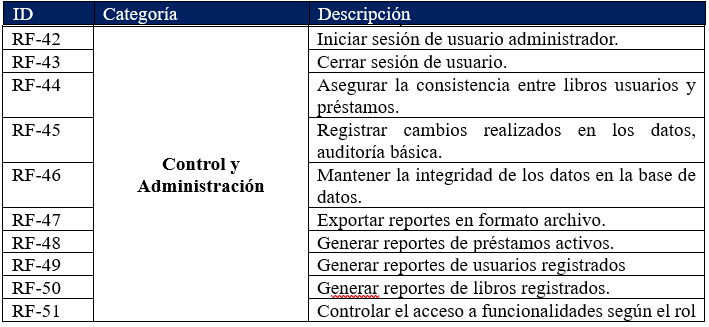 ID Categoría Descripción
RF-42 Iniciar sesión de usuario administrador.
RF-43 Cerrar sesión de usuario.
RF-44 Asegurar la consistencia entre libros usuarios y
préstamos.
RF-45 Registrar cambios realizados en los datos,
auditoría básica.
Control y
Administración
RF-46 Mantener la integridad de los datos en la base de
datos.
RF-47 Exportar reportes en formato archivo.
RF-48 Generar reportes de préstamos activos.
RF-49 Generar reportes de usuarios registrados
RF-50 Generar reportes de libros registrados.
RF-51 Controlar el acceso a funcionalidades según el rol